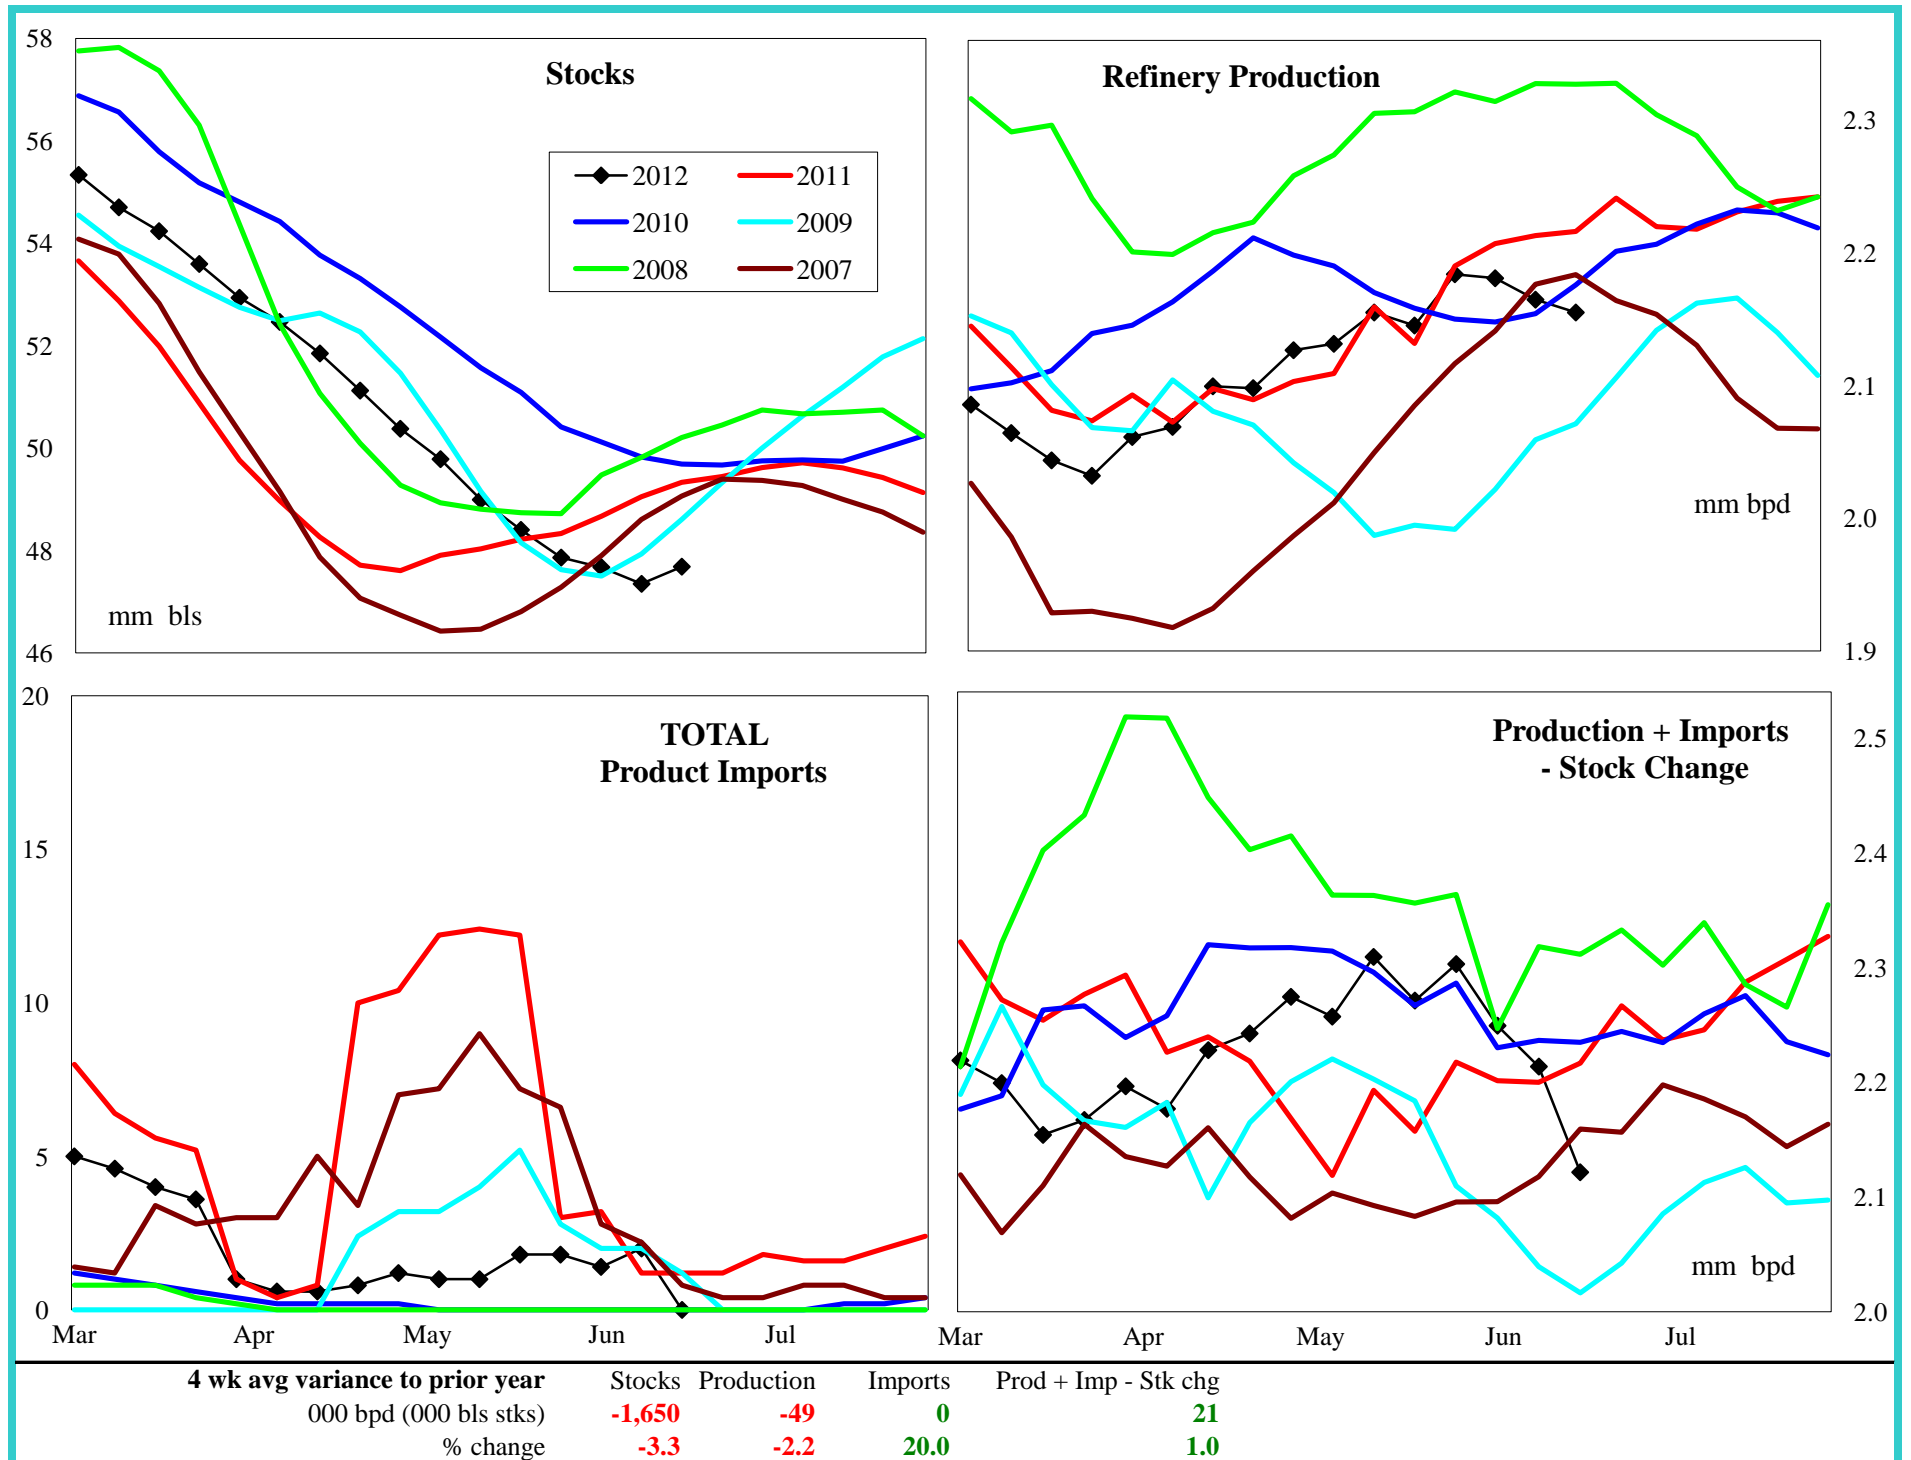 Stocks
58
56
54
52
50
48
46
2012 2011
2010 2009
2008 2007
mm bls
Refinery Production
2.3
2.2
2.1
2.0
1.9
mm bpd
TOTAL
Product Imports
20
15
10
5
0
Mar Apr May Jun Jul
Production + Imports
- Stock Change
2.5
2.4
2.3
2.2
2.1
2.0
mm bpd
Mar Apr May Jun Jul
4 wk avg variance to prior year Stocks Production Imports Prod + Imp - Stk chg
000 bpd (000 bls stks) -1,650 -49 0 21
% change -3.3 -2.2 20.0 1.0